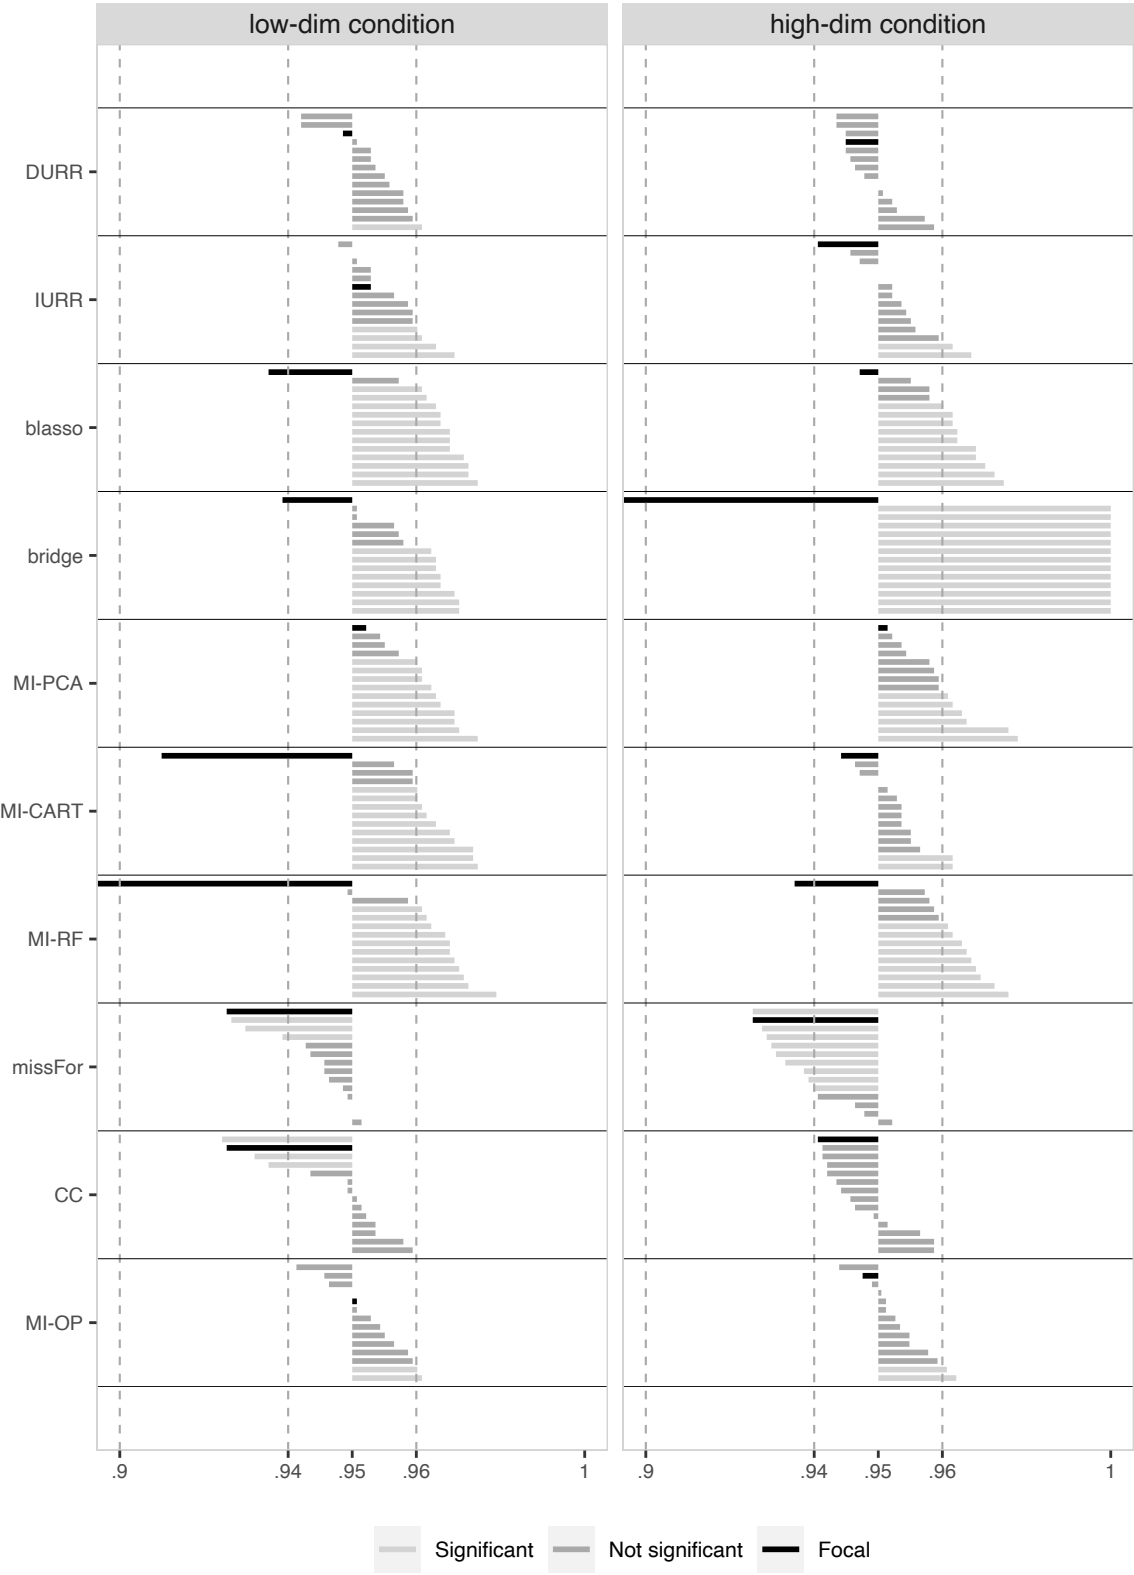 low-dim condition
high-dim condition
DURR
IURR
blasso
bridge
MI-PCA
MI-CART
MI-RF
missFor
CC
MI-OP
.9 .94 .95 .96 1
.9 .94 .95 .96 1
Significant Not significant Focal